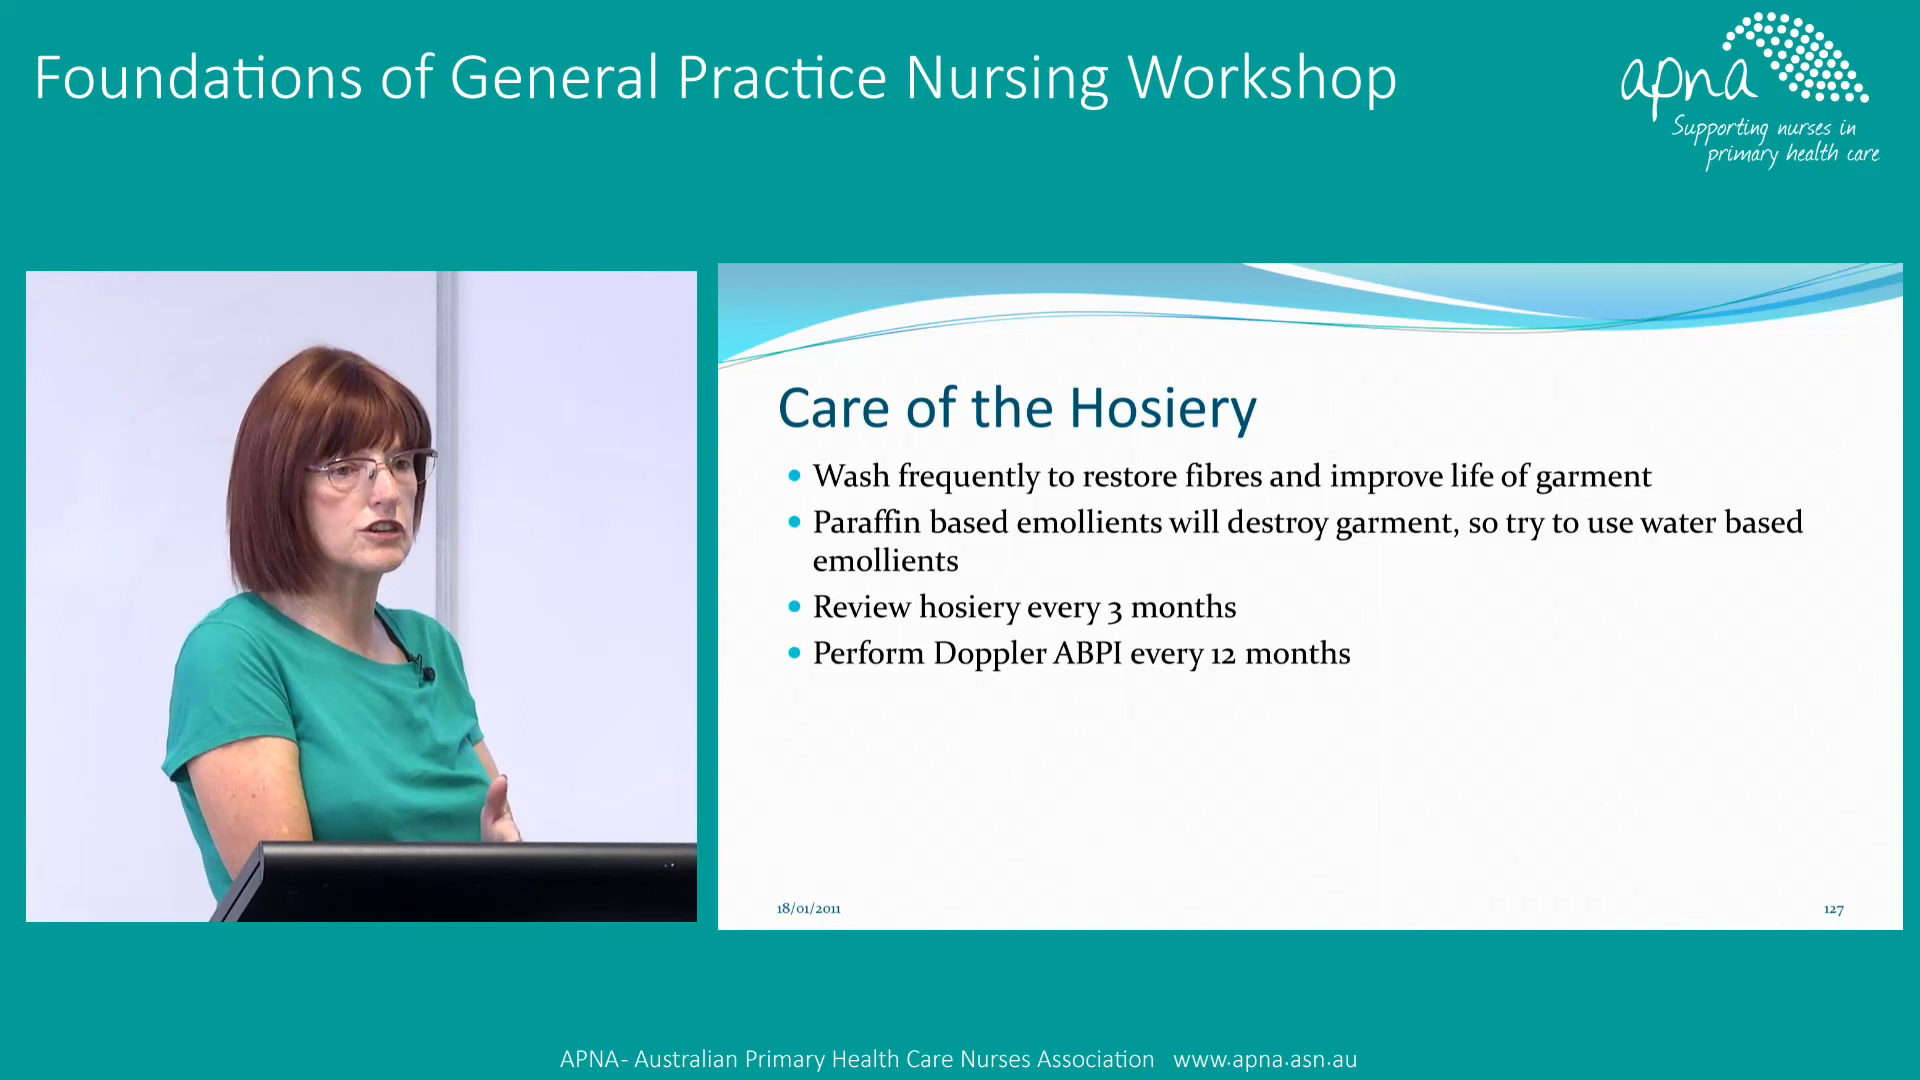 Foundations of General Practice Nursing Workshop
apna
Supporting nurses in
primary health care
Care of the Hosiery
• Wash frequently to restore fibres and improve life of garment
• Paraffin based emollients will destroy garment, so try to use water based
emollients
• Review hosiery every 3 months
• Perform Doppler ABPI every 12 months
18/01/2011
127
APNA- Australian Primary Health Care Nurses Association www.apna.asn.au